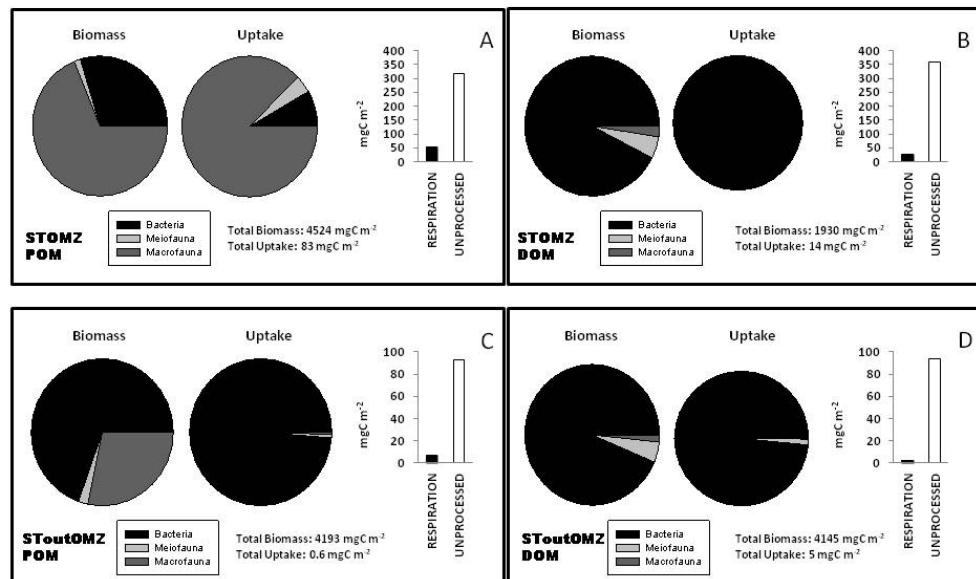 A
Biomass
Uptake
mgC m-2
400
350
300
250
200
150
100
50
0
RESPIRATION
UNPROCESSED
STOMZ
POM
Bacteria
Meiofauna
Macrofauna
Total Biomass: 4524 mgC m-2
Total Uptake: 83 mgC m-2
B
Biomass
Uptake
mgC m-2
400
350
300
250
200
150
100
50
0
RESPIRATION
UNPROCESSED
STOMZ
DOM
Bacteria
Meiofauna
Macrofauna
Total Biomass: 1930 mgC m-2
Total Uptake: 14 mgC m-2
C
Biomass
Uptake
mgC m-2
100
80
60
40
20
0
RESPIRATION
UNPROCESSED
SToutOMZ
POM
Bacteria
Meiofauna
Macrofauna
Total Biomass: 4193 mgC m-2
Total Uptake: 0.6 mgC m-2
D
Biomass
Uptake
mgC m-2
100
80
60
40
20
0
RESPIRATION
UNPROCESSED
SToutOMZ
DOM
Bacteria
Meiofauna
Macrofauna
Total Biomass: 4145 mgC m-2
Total Uptake: 5 mgC m-2